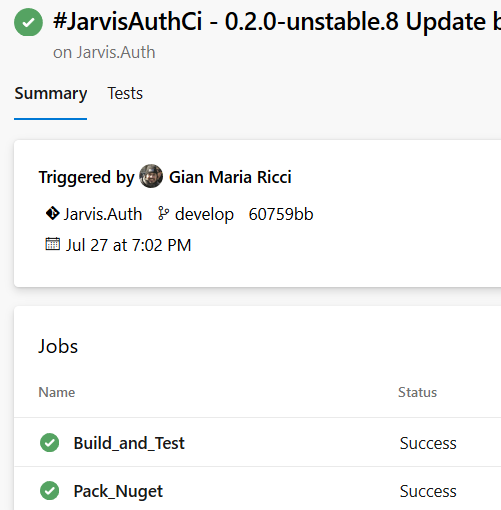 #JarvisAuthCi - 0.2.0-unstable.8 Update
on Jarvis.Auth
Summary Tests
Triggered by Gian Maria Ricci
Jarvis.Auth develop 60759bb
Jul 27 at 7:02 PM
Jobs
Name Status
Build_and_Test Success
Pack_Nuget Success